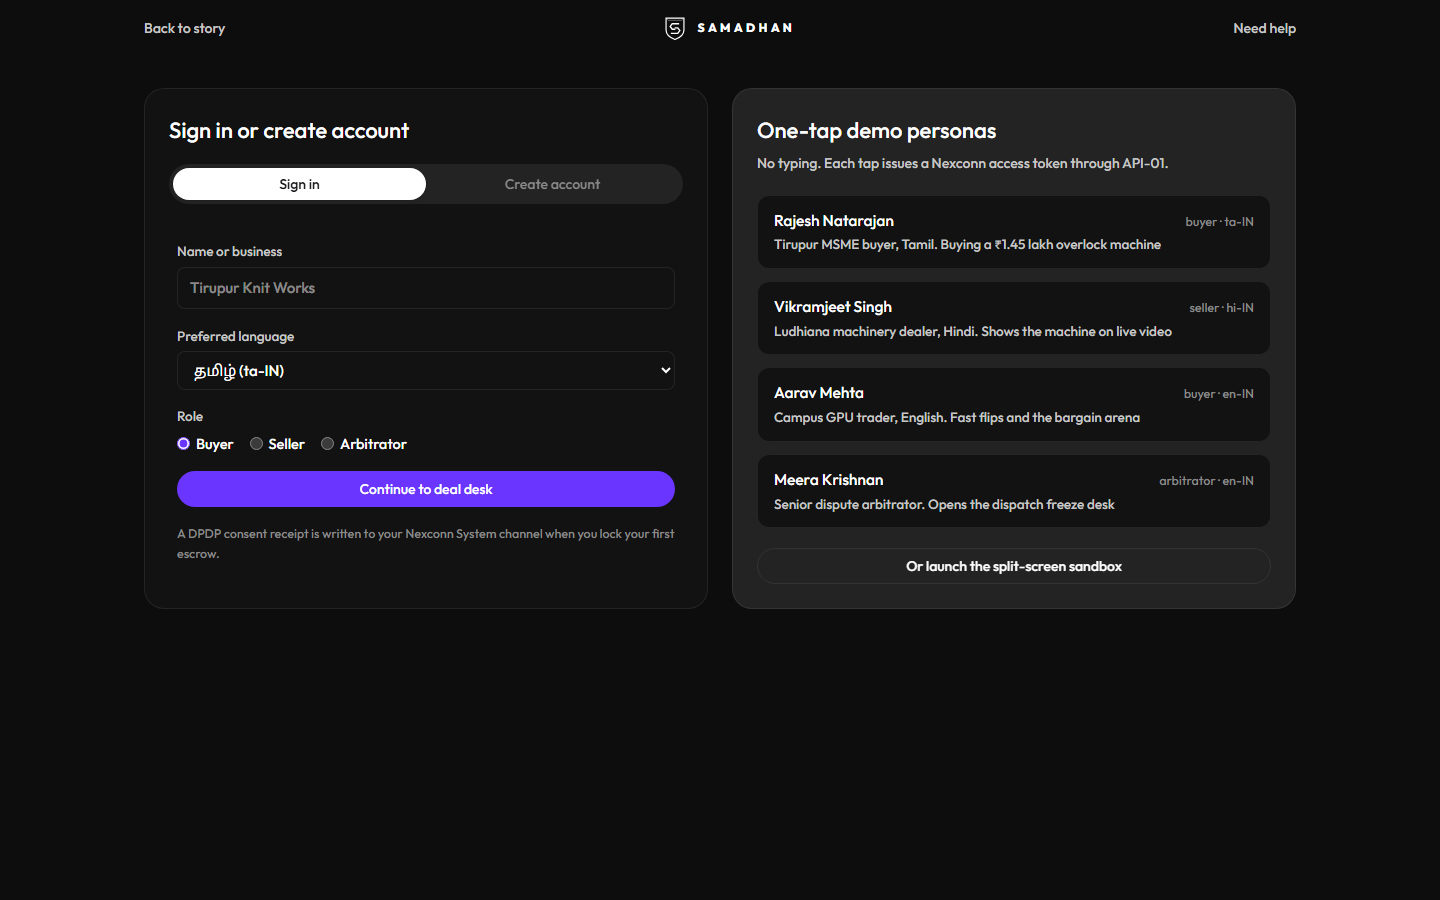 Back to story
SAMADHAN
Need help
Sign in or create account
Sign in
Create account
Name or business
Tirupur Knit Works
Preferred language
தமிழ் (ta-IN)
Role
Buyer
Seller
Arbitrator
Continue to deal desk
A DPDP consent receipt is written to your Nexconn System channel when you lock your first
escrow.
One-tap demo personas
No typing. Each tap issues a Nexconn access token through API-01.
Rajesh Natarajan
buyer · ta-IN
Tirupur MSME buyer, Tamil. Buying a ₹1.45 lakh overlock machine
Vikramjeet Singh
seller · hi-IN
Ludhiana machinery dealer, Hindi. Shows the machine on live video
Aarav Mehta
buyer · en-IN
Campus GPU trader, English. Fast flips and the bargain arena
Meera Krishnan
arbitrator · en-IN
Senior dispute arbitrator. Opens the dispatch freeze desk
Or launch the split-screen sandbox